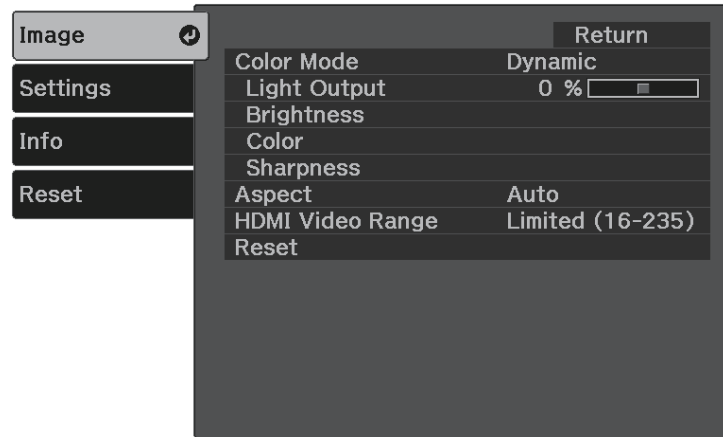 Image
Settings
Info
Reset
Return
Color Mode Dynamic
Light Output 0 %
Brightness
Color
Sharpness
Aspect Auto
HDMI Video Range Limited (16-235)
Reset